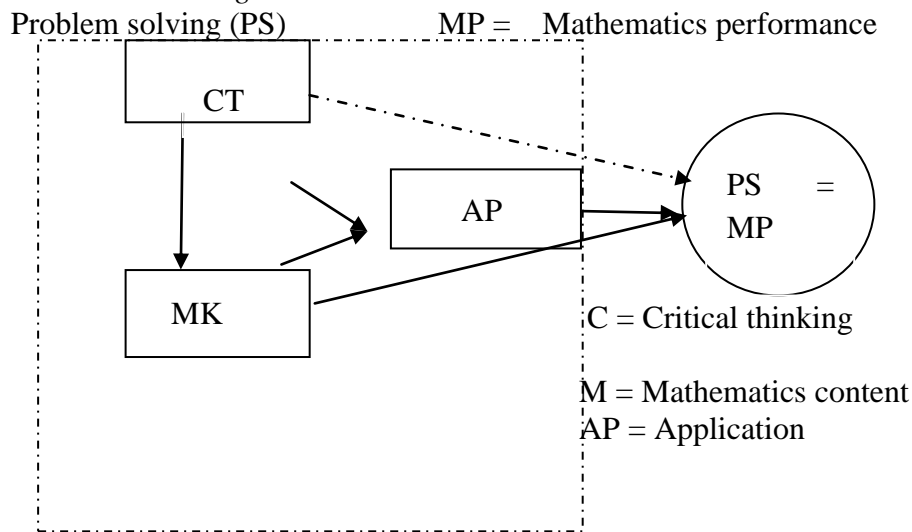 Problem solving (PS) MP = Mathematics performance
CT
AP
PS =
MP
MK
C = Critical thinking
M = Mathematics content
AP = Application